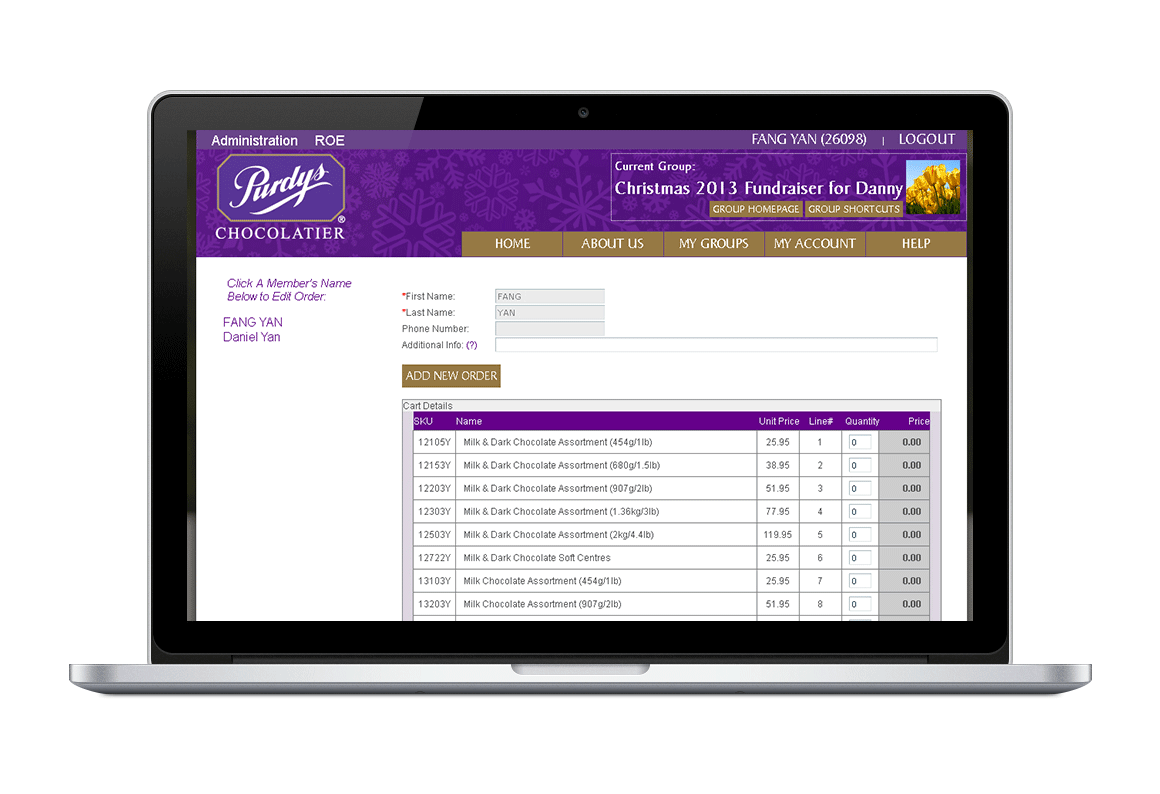 Administration ROE FANG YAN (26098) | LOGOUT
Purdys
®
CHOCOLATIER
Current Group:
Christmas 2013 Fundraiser for Danny
GROUP HOMEPAGE GROUP SHORTCUTS
HOME ABOUT US MY GROUPS MY ACCOUNT HELP
Click A Member's Name
Below to Edit Order:
FANG YAN
Daniel Yan
*First Name: FANG
*Last Name: YAN
Phone Number:
Additional Info: (?)
ADD NEW ORDER
Cart Details
SKU Name Unit Price Line# Quantity Price
12105Y Milk & Dark Chocolate Assortment (454g/1lb) 25.95 1 0 0.00
12153Y Milk & Dark Chocolate Assortment (680g/1.5lb) 38.95 2 0 0.00
12203Y Milk & Dark Chocolate Assortment (907g/2lb) 51.95 3 0 0.00
12303Y Milk & Dark Chocolate Assortment (1.36kg/3lb) 77.95 4 0 0.00
12503Y Milk & Dark Chocolate Assortment (2kg/4.4lb) 119.95 5 0 0.00
12722Y Milk & Dark Chocolate Soft Centres 25.95 6 0 0.00
13103Y Milk Chocolate Assortment (454g/1lb) 25.95 7 0 0.00
13203Y Milk Chocolate Assortment (907g/2lb) 51.95 8 0 0.00